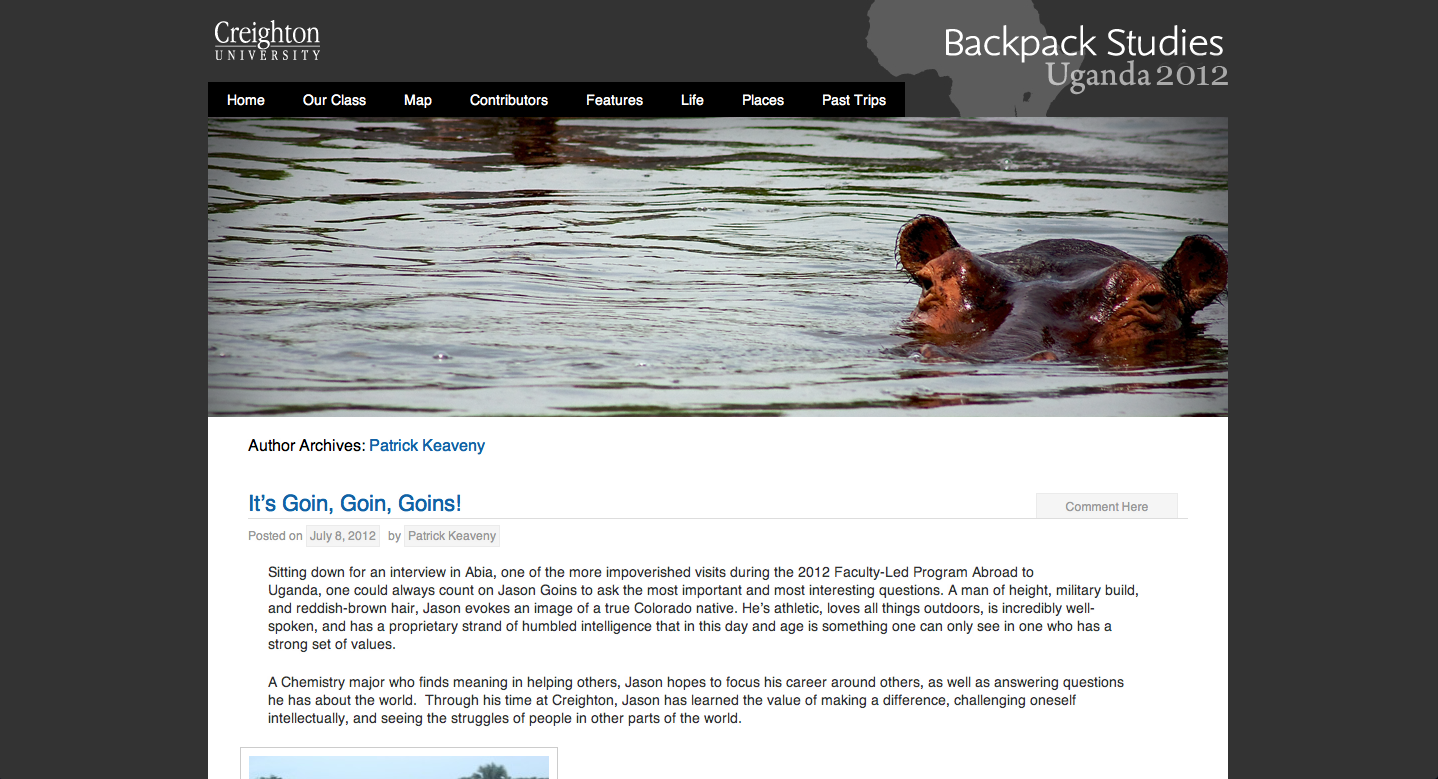 Creighton
UNIVERSITY
Backpack Studies
Uganda 2012
Home Our Class Map Contributors Features Life Places Past Trips
Author Archives: Patrick Keaveny
It's Goin, Goin, Goins!
Comment Here
Posted on July 8, 2012 by Patrick Keaveny
Sitting down for an interview in Abia, one of the more impoverished visits during the 2012 Faculty-Led Program Abroad to
Uganda, one could always count on Jason Goins to ask the most important and most interesting questions. A man of height, military build,
and reddish-brown hair, Jason evokes an image of a true Colorado native. He's athletic, loves all things outdoors, is incredibly well-
spoken, and has a proprietary strand of humbled intelligence that in this day and age is something one can only see in one who has a
strong set of values.
A Chemistry major who finds meaning in helping others, Jason hopes to focus his career around others, as well as answering questions
he has about the world.  Through his time at Creighton, Jason has learned the value of making a difference, challenging oneself
intellectually, and seeing the struggles of people in other parts of the world.